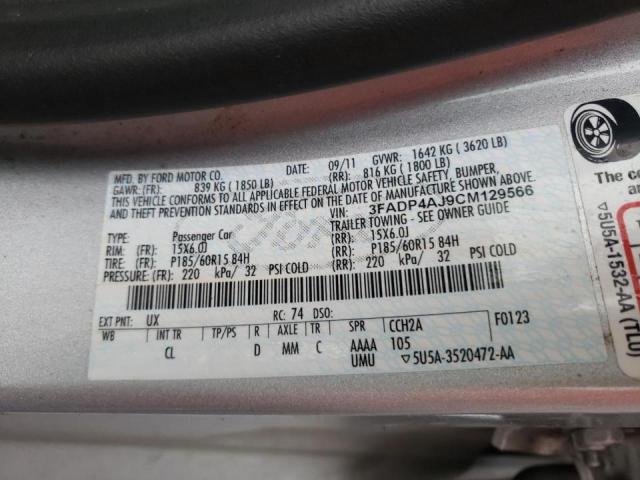 MFD. BY FORD MOTOR CO. DATE: 09/11 GVWR: 1642 KG ( 3620 LB)
GAWR: (FR): 839 KG ( 1850 LB) (RR): 816 KG ( 1800 LB)
THIS VEHICLE CONFORMS TO ALL APPLICABLE FEDERAL MOTOR VEHICLE SAFETY, BUMPER,
AND THEFT PREVENTION STANDARDS IN EFFECT ON THE DATE OF MANUFACTURE SHOWN ABOVE.
VIN: 3FADP4AJ9CM129566
TYPE: Passenger Car TRAILER TOWING - SEE OWNER GUIDE
RIM: (FR): 15X6.0J (RR): 15X6.0J
TIRE: (FR): P185/60R15 84H (RR): P185/60R15 84H
PRESSURE: (FR): 220 kPa/ 32 PSI COLD (RR): 220 kPa/ 32 PSI COLD
EXT PNT: UX RC: 74 DSO: F0123
WB INT TR TP/PS R AXLE TR SPR CCH2A
CL D MM C AAAA 105
UMU ▽5U5A-3520472-AA
The co
▽5U5A-1532-AA (TLU)